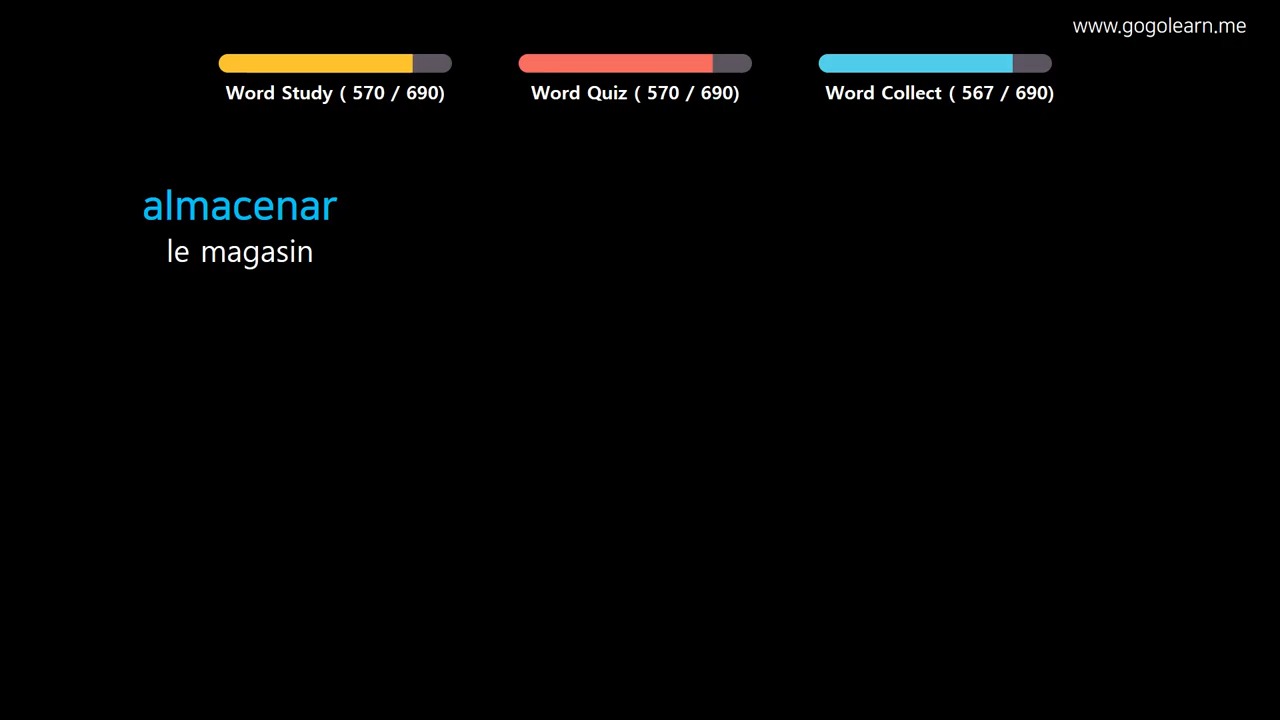 www.gogolearn.me
Word Study ( 570 / 690)
Word Quiz ( 570 / 690)
Word Collect ( 567 / 690)
almacenar
le magasin